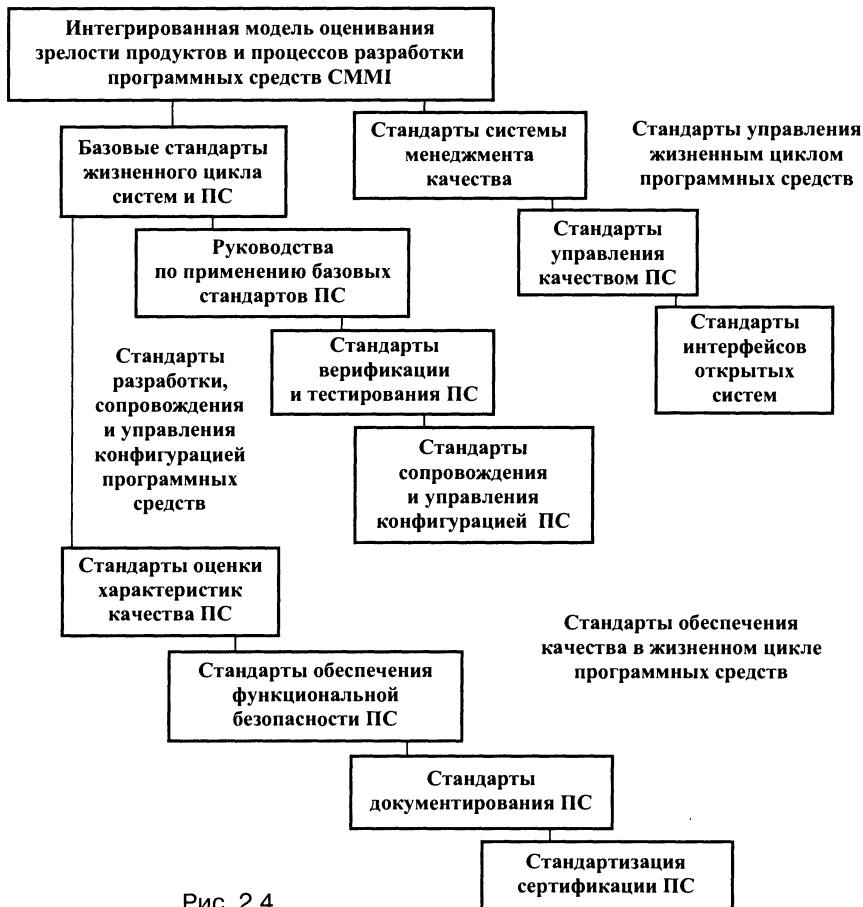 Интегрированная модель оценивания
зрелости продуктов и процессов разработки
программных средств CMMI
Базовые стандарты
жизненного цикла
систем и ПС
Стандарты системы
менеджмента
качества
Стандарты управления
жизненным циклом
программных средств
Руководства
по применению базовых
стандартов ПС
Стандарты
управления
качеством ПС
Стандарты
интерфейсов
открытых
систем
Стандарты
разработки,
сопровождения
и управления
конфигурацией
программных
средств
Стандарты
верификации
и тестирования ПС
Стандарты
сопровождения
и управления
конфигурацией ПС
Стандарты оценки
характеристик
качества ПС
Стандарты обеспечения
качества в жизненном цикле
программных средств
Стандарты обеспечения
функциональной
безопасности ПС
Стандарты
документирования ПС
Стандартизация
сертификации ПС
Рис. 2.4